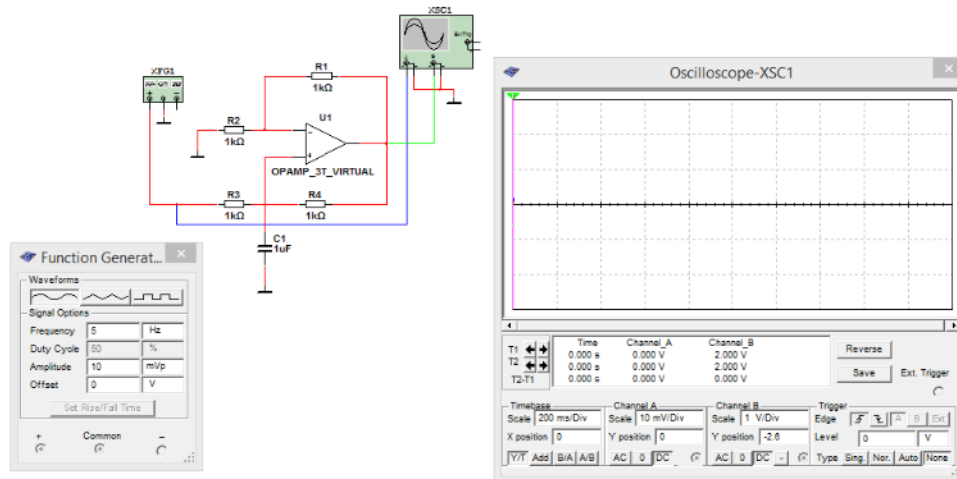 XSC1
Ext Trig
XFG1
R1
1kΩ
R2
1kΩ
U1
OPAMP_3T_VIRTUAL
R3
1kΩ
R4
1kΩ
C1
1uF
Function Generat...
Waveforms
Signal Options
Frequency 5 Hz
Duty Cycle 50 %
Amplitude 10 mVp
Offset 0 V
Set Rise/Fall Time
+ Common −
Oscilloscope-XSC1
Time Channel_A Channel_B
T1 0.000 s 0.000 V 2.000 V
T2 0.000 s 0.000 V 2.000 V
T2-T1 0.000 s 0.000 V 0.000 V
Reverse
Save
Ext. Trigger
Timebase
Scale 200 ms/Div
X position 0
Y/T Add B/A A/B
Channel A
Scale 10 mV/Div
Y position 0
AC 0 DC
Channel B
Scale 1 V/Div
Y position -2.6
AC 0 DC -
Trigger
Edge A B Ext
Level 0 V
Type Sing. Nor. Auto None